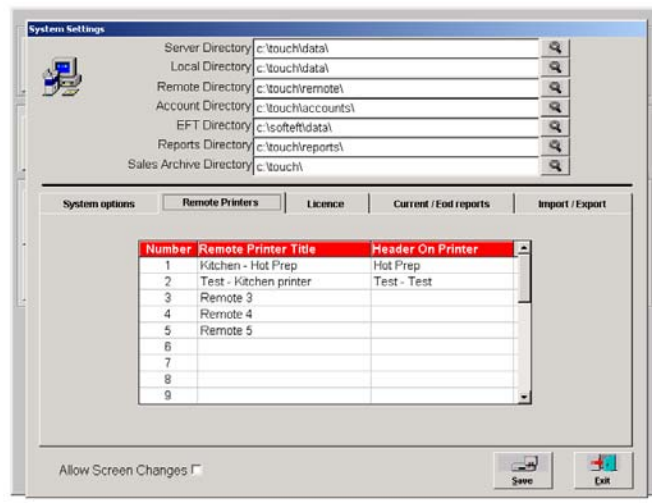 System Settings
Server Directory c:\touch\data\
Local Directory c:\touch\data\
Remote Directory c:\touch\remote\
Account Directory c:\touch\accounts\
EFT Directory c:\softeft\data\
Reports Directory c:\touch\reports\
Sales Archive Directory c:\touch\
System options Remote Printers Licence Current / Eod reports Import / Export
Number Remote Printer Title Header On Printer
1 Kitchen - Hot Prep Hot Prep
2 Test - Kitchen printer Test - Test
3 Remote 3
4 Remote 4
5 Remote 5
6
7
8
9
Allow Screen Changes
Save Exit